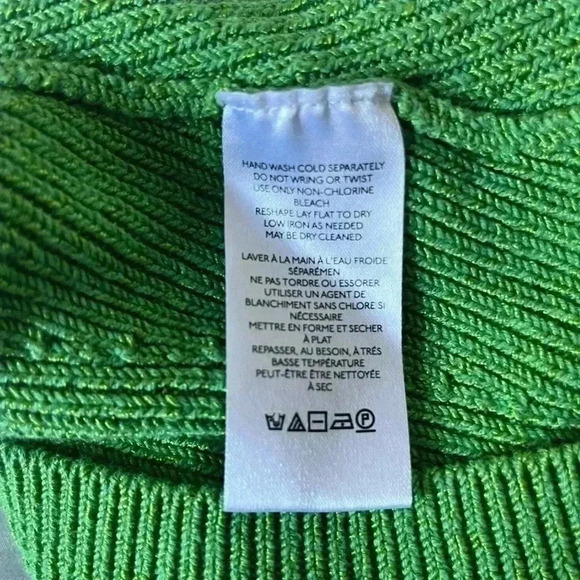 HAND WASH COLD SEPARATELY
DO NOT WRING OR TWIST
USE ONLY NON-CHLORINE
BLEACH
RESHAPE LAY FLAT TO DRY
LOW IRON AS NEEDED
MAY BE DRY CLEANED
LAVER À LA MAIN À L'EAU FROIDE
SÉPARÉMEN
NE PAS TORDRE OU ESSORER
UTILISER UN AGENT DE
BLANCHIMENT SANS CHLORE SI
NÉCESSAIRE
METTRE EN FORME ET SECHER
À PLAT
REPASSER, AU BESOIN, À TRÉS
BASSE TEMPÉRATURE
PEUT-ÊTRE ÊTRE NETTOYÉE
À SEC
P